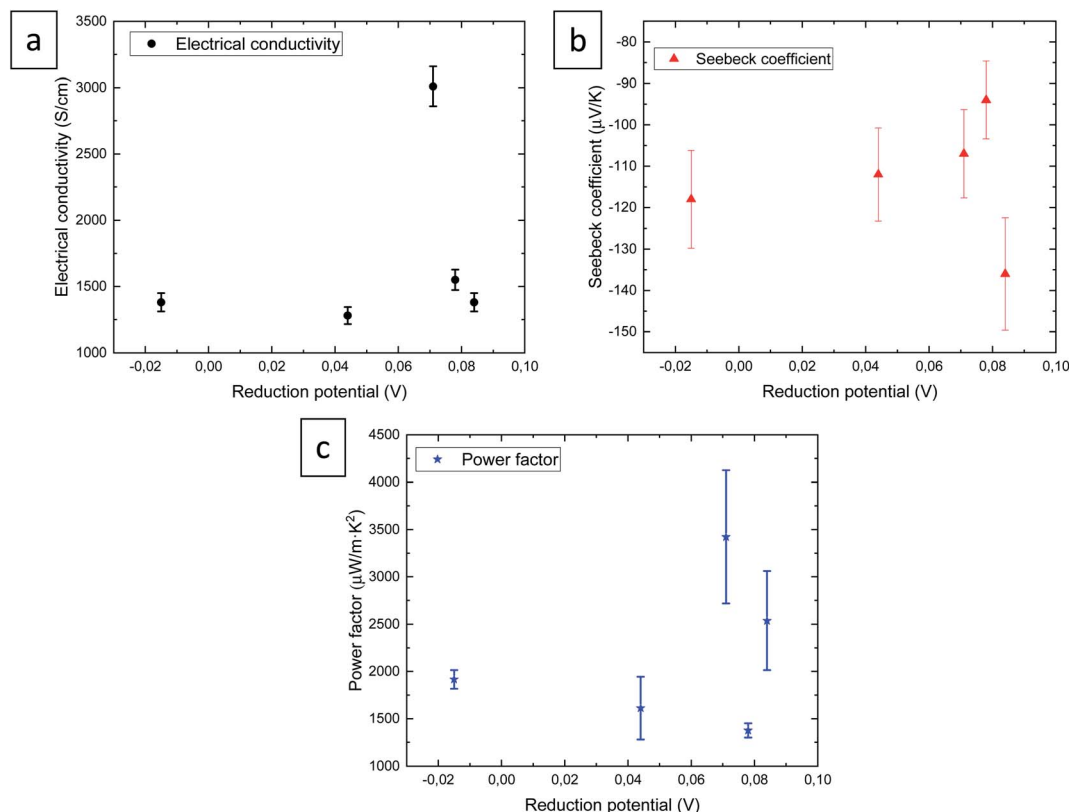 a
3500
3000
2500
2000
1500
1000
Electrical conductivity (S/cm)
Electrical conductivity
-0,02 0,00 0,02 0,04 0,06 0,08 0,10
Reduction potential (V)
b
-80
-90
-100
-110
-120
-130
-140
-150
Seebeck coefficient (μV/K)
Seebeck coefficient
-0,02 0,00 0,02 0,04 0,06 0,08 0,10
Reduction potential (V)
c
4500
4000
3500
3000
2500
2000
1500
1000
Power factor (μW/m·K²)
Power factor
-0,02 0,00 0,02 0,04 0,06 0,08 0,10
Reduction potential (V)